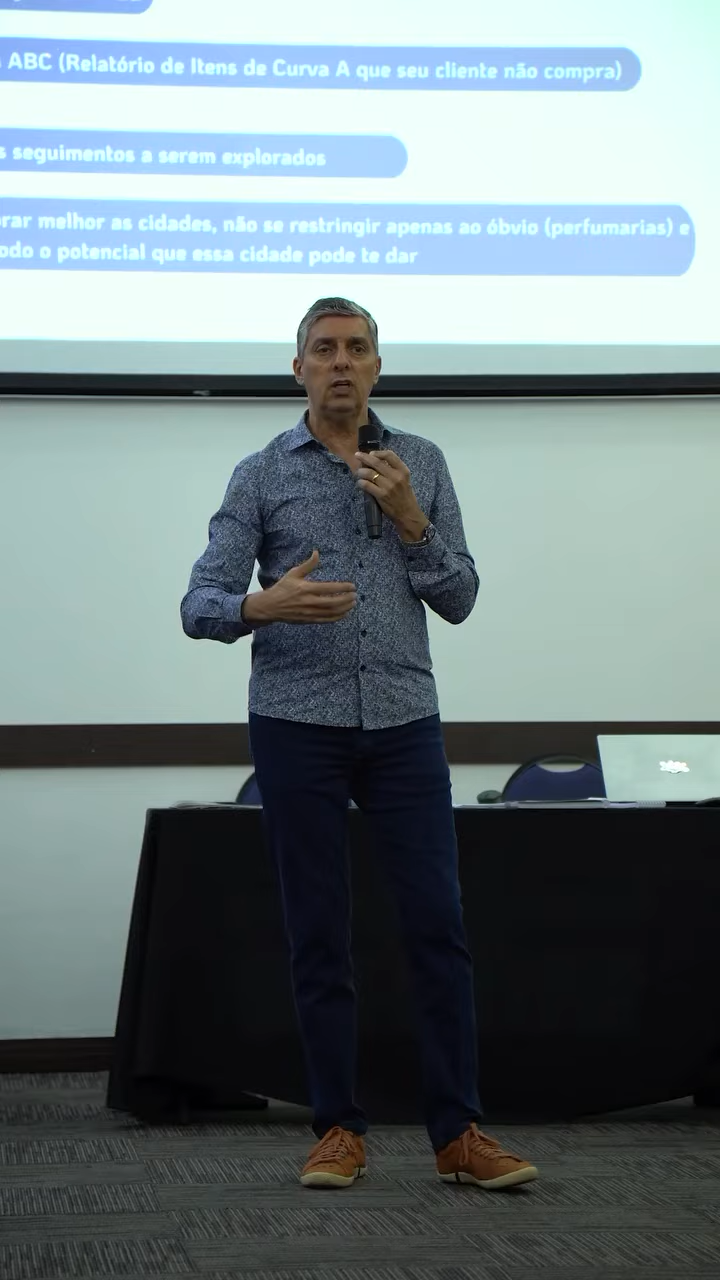 ABC (Relatório de Itens de Curva A que seu cliente não compra)
s seguimentos a serem explorados
rar melhor as cidades, não se restringir apenas ao óbvio (perfumarias) e
odo o potencial que essa cidade pode te dar